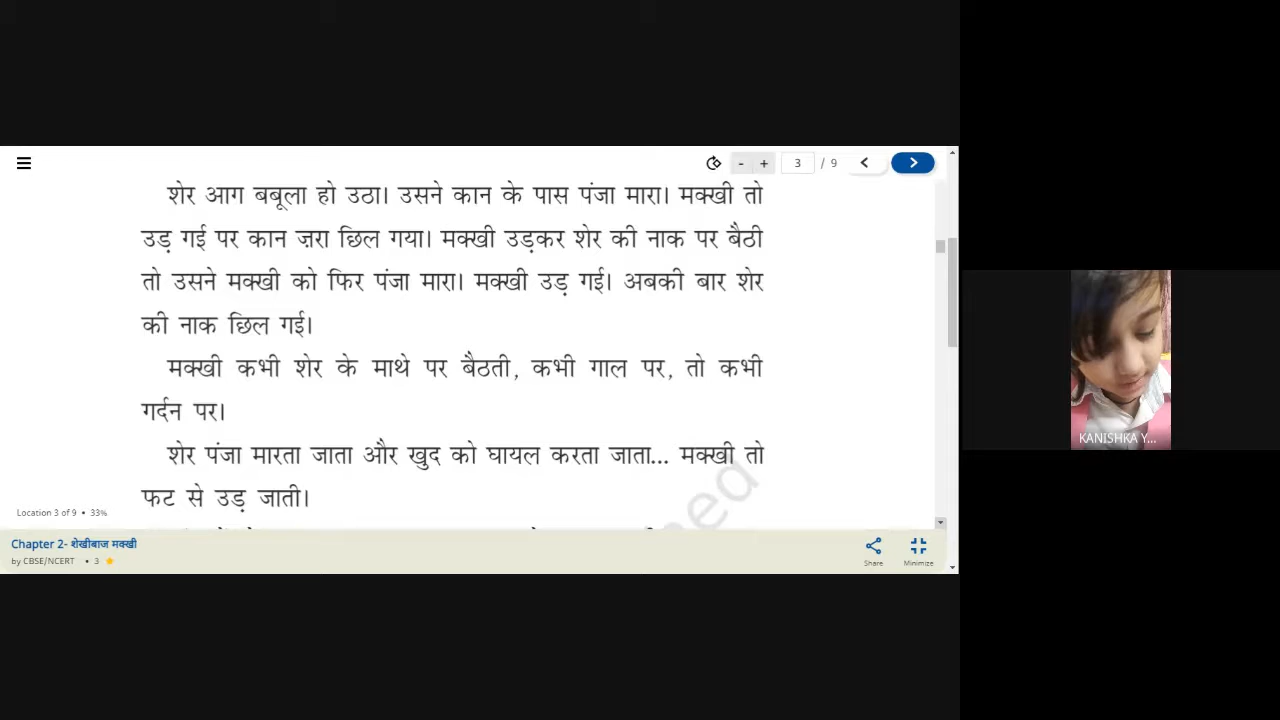 - + 3 / 9
शेर आग बबूला हो उठा। उसने कान के पास पंजा मारा। मक्खी तो
उड़ गई पर कान ज़रा छिल गया। मक्खी उड़कर शेर की नाक पर बैठी
तो उसने मक्खी को फिर पंजा मारा। मक्खी उड़ गई। अबकी बार शेर
की नाक छिल गई।
मक्खी कभी शेर के माथे पर बैठती, कभी गाल पर, तो कभी
गर्दन पर।
शेर पंजा मारता जाता और खुद को घायल करता जाता... मक्खी तो
फट से उड़ जाती।
Location 3 of 9 • 33%
Chapter 2- शेखीबाज मक्खी
by CBSE/NCERT • 3
Share
Minimize
KANISHKA Y...